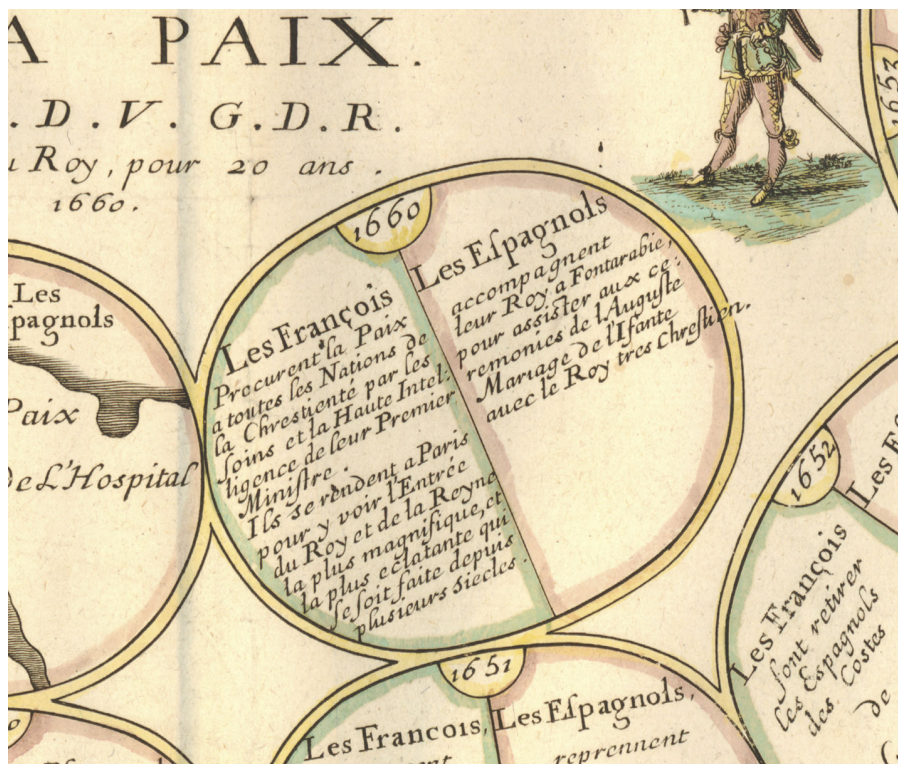 A PAIX.
.D.V. G.D.R.
Roy, pour 20 ans.
1660.
1653
Les
pagnols
Paix
de L'Hospital
1660
Les François
Procurent la Paix
a toutes les Nations de
la Chrestienté par les
soins et la Haute Intel:
ligence de leur Premier
Ministre.
Ils se rendent a Paris
pour y voir l'Entrée
du Roy et de la Reyne
la plus magnifique, et
la plus eclatante qui
se soit faite depuis
plusieurs siecles.
Les Espagnols
accompagnent
leur Roy a Fontarabie,
pour assister aux ce:
remonies de l'Auguste
Mariage de l'Ifante
avec le Roy tres Chrestien.
1652
Les François
font retirer
les Espagnols
des Costes
de
Les
1651
Les Francois,
Les Espagnols,
reprennent